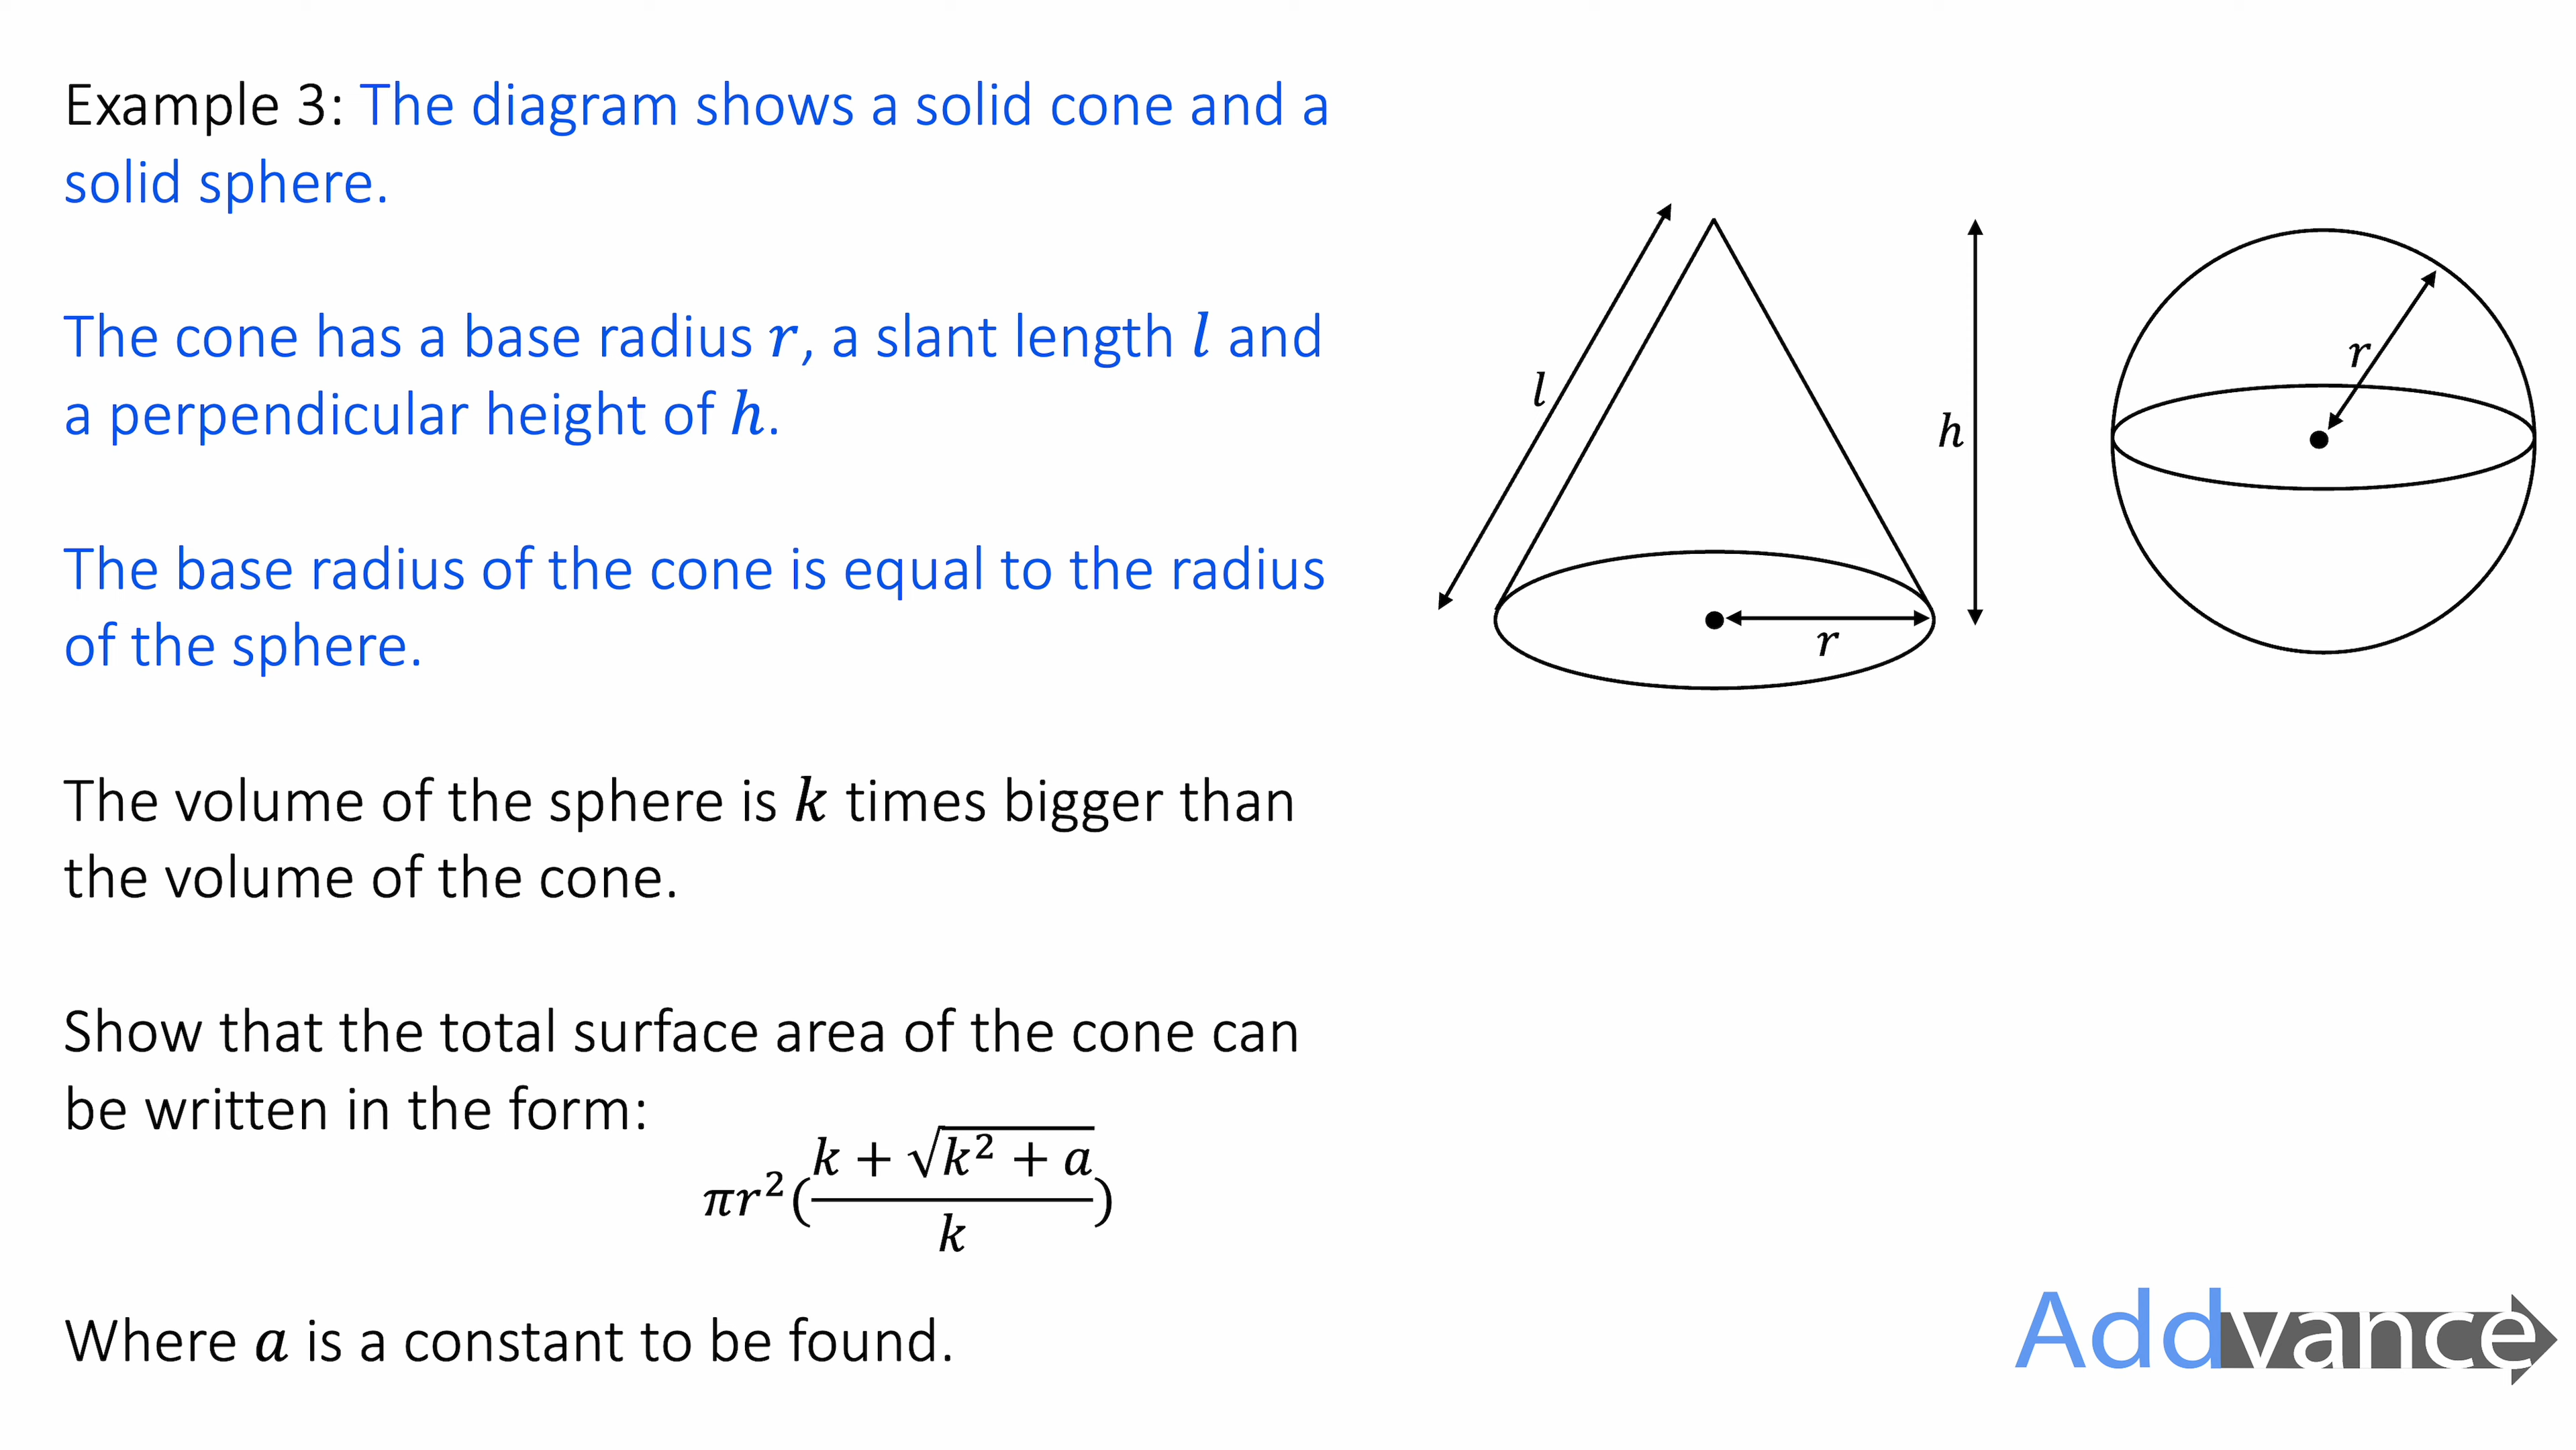 Example 3: The diagram shows a solid cone and a
solid sphere.
The cone has a base radius r, a slant length l and
a perpendicular height of h.
The base radius of the cone is equal to the radius
of the sphere.
The volume of the sphere is k times bigger than
the volume of the cone.
Show that the total surface area of the cone can
be written in the form:
πr²(\frac{k + √(k² + a)}{k})
Where a is a constant to be found.
l
h
r
r
Addvance